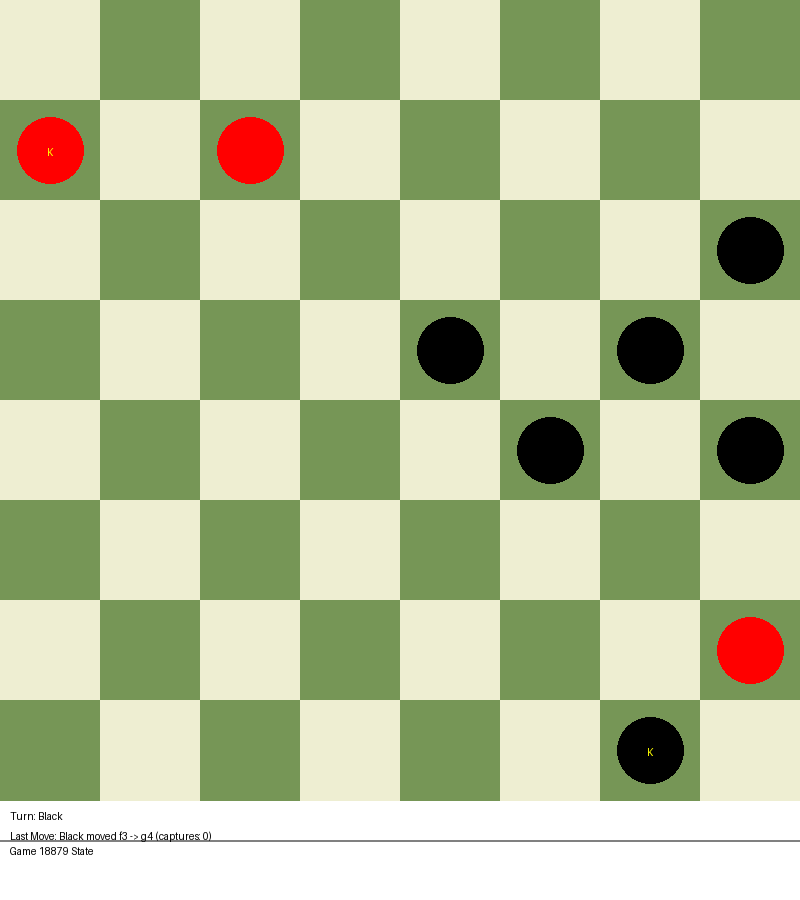 K
K
Turn: Black
Last Move: Black moved f3 -> g4 (captures: 0)
Game 18879 State